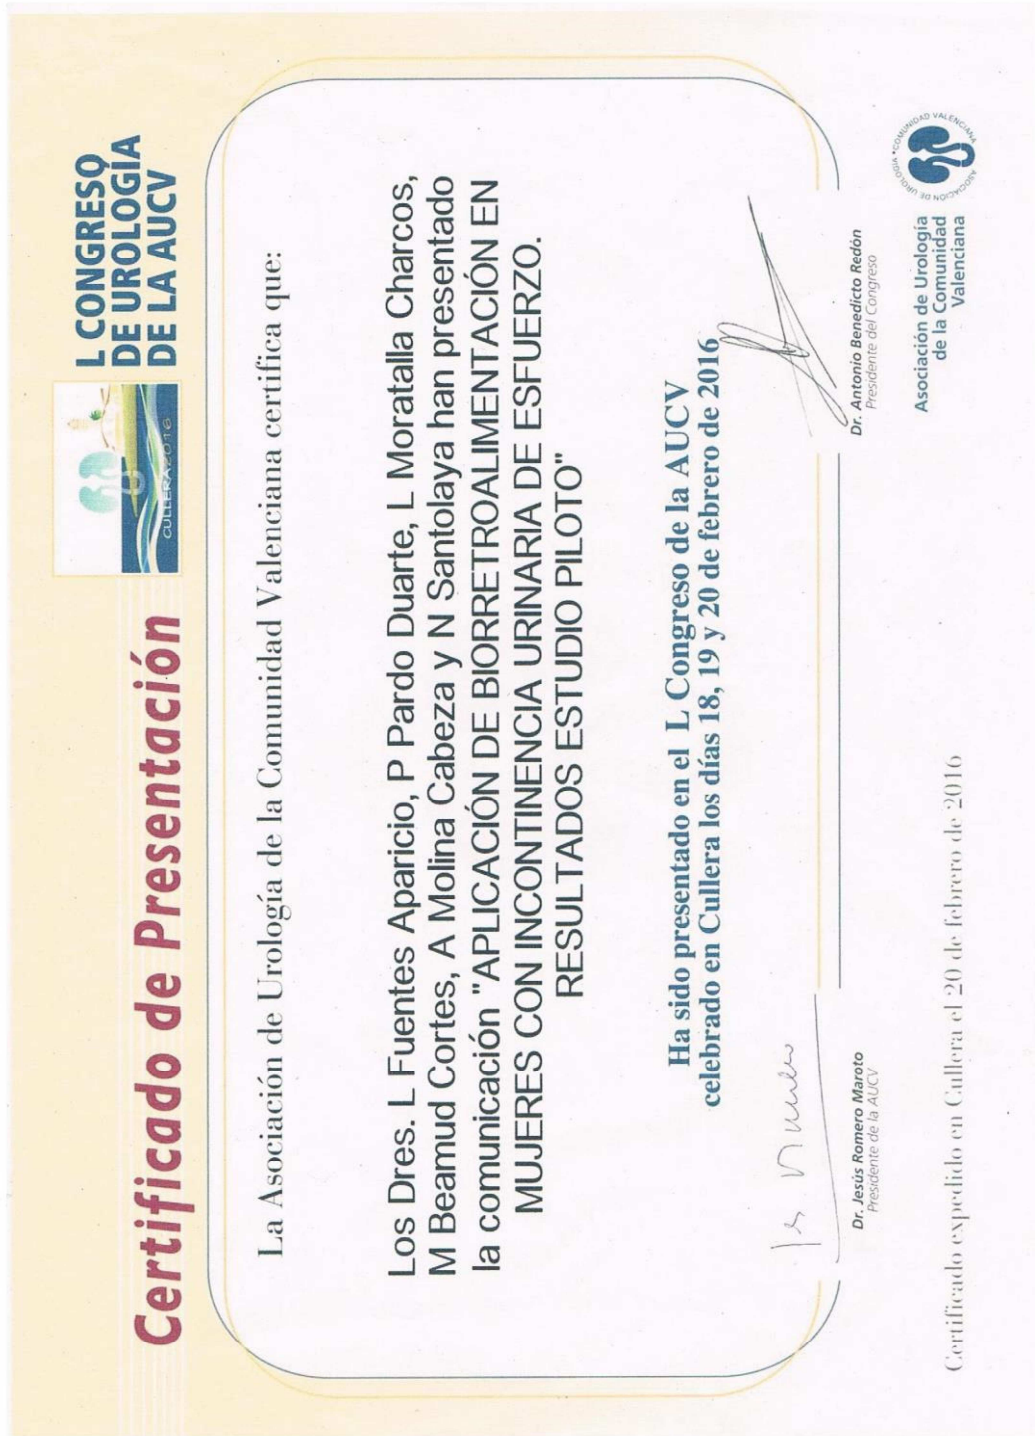 Certificado de Presentación
CULLERA2016
L CONGRESO
DE UROLOGÍA
DE LA AUCV
La Asociación de Urología de la Comunidad Valenciana certifica que:
Los Dres. L Fuentes Aparicio, P Pardo Duarte, L Moratalla Charcos,
M Beamud Cortes, A Molina Cabeza y N Santolaya han presentado
la comunicación "APLICACIÓN DE BIORRETROALIMENTACIÓN EN
MUJERES CON INCONTINENCIA URINARIA DE ESFUERZO.
RESULTADOS ESTUDIO PILOTO"
Ha sido presentado en el L Congreso de la AUCV
celebrado en Cullera los días 18, 19 y 20 de febrero de 2016
Dr. Jesús Romero Maroto
Presidente de la AUCV
Dr. Antonio Benedicto Redón
Presidente del Congreso
Certificado expedido en Cullera el 20 de febrero de 2016
Asociación de Urología
de la Comunidad
Valenciana
ASOCIACIÓN DE UROLOGÍA • COMUNIDAD VALENCIANA